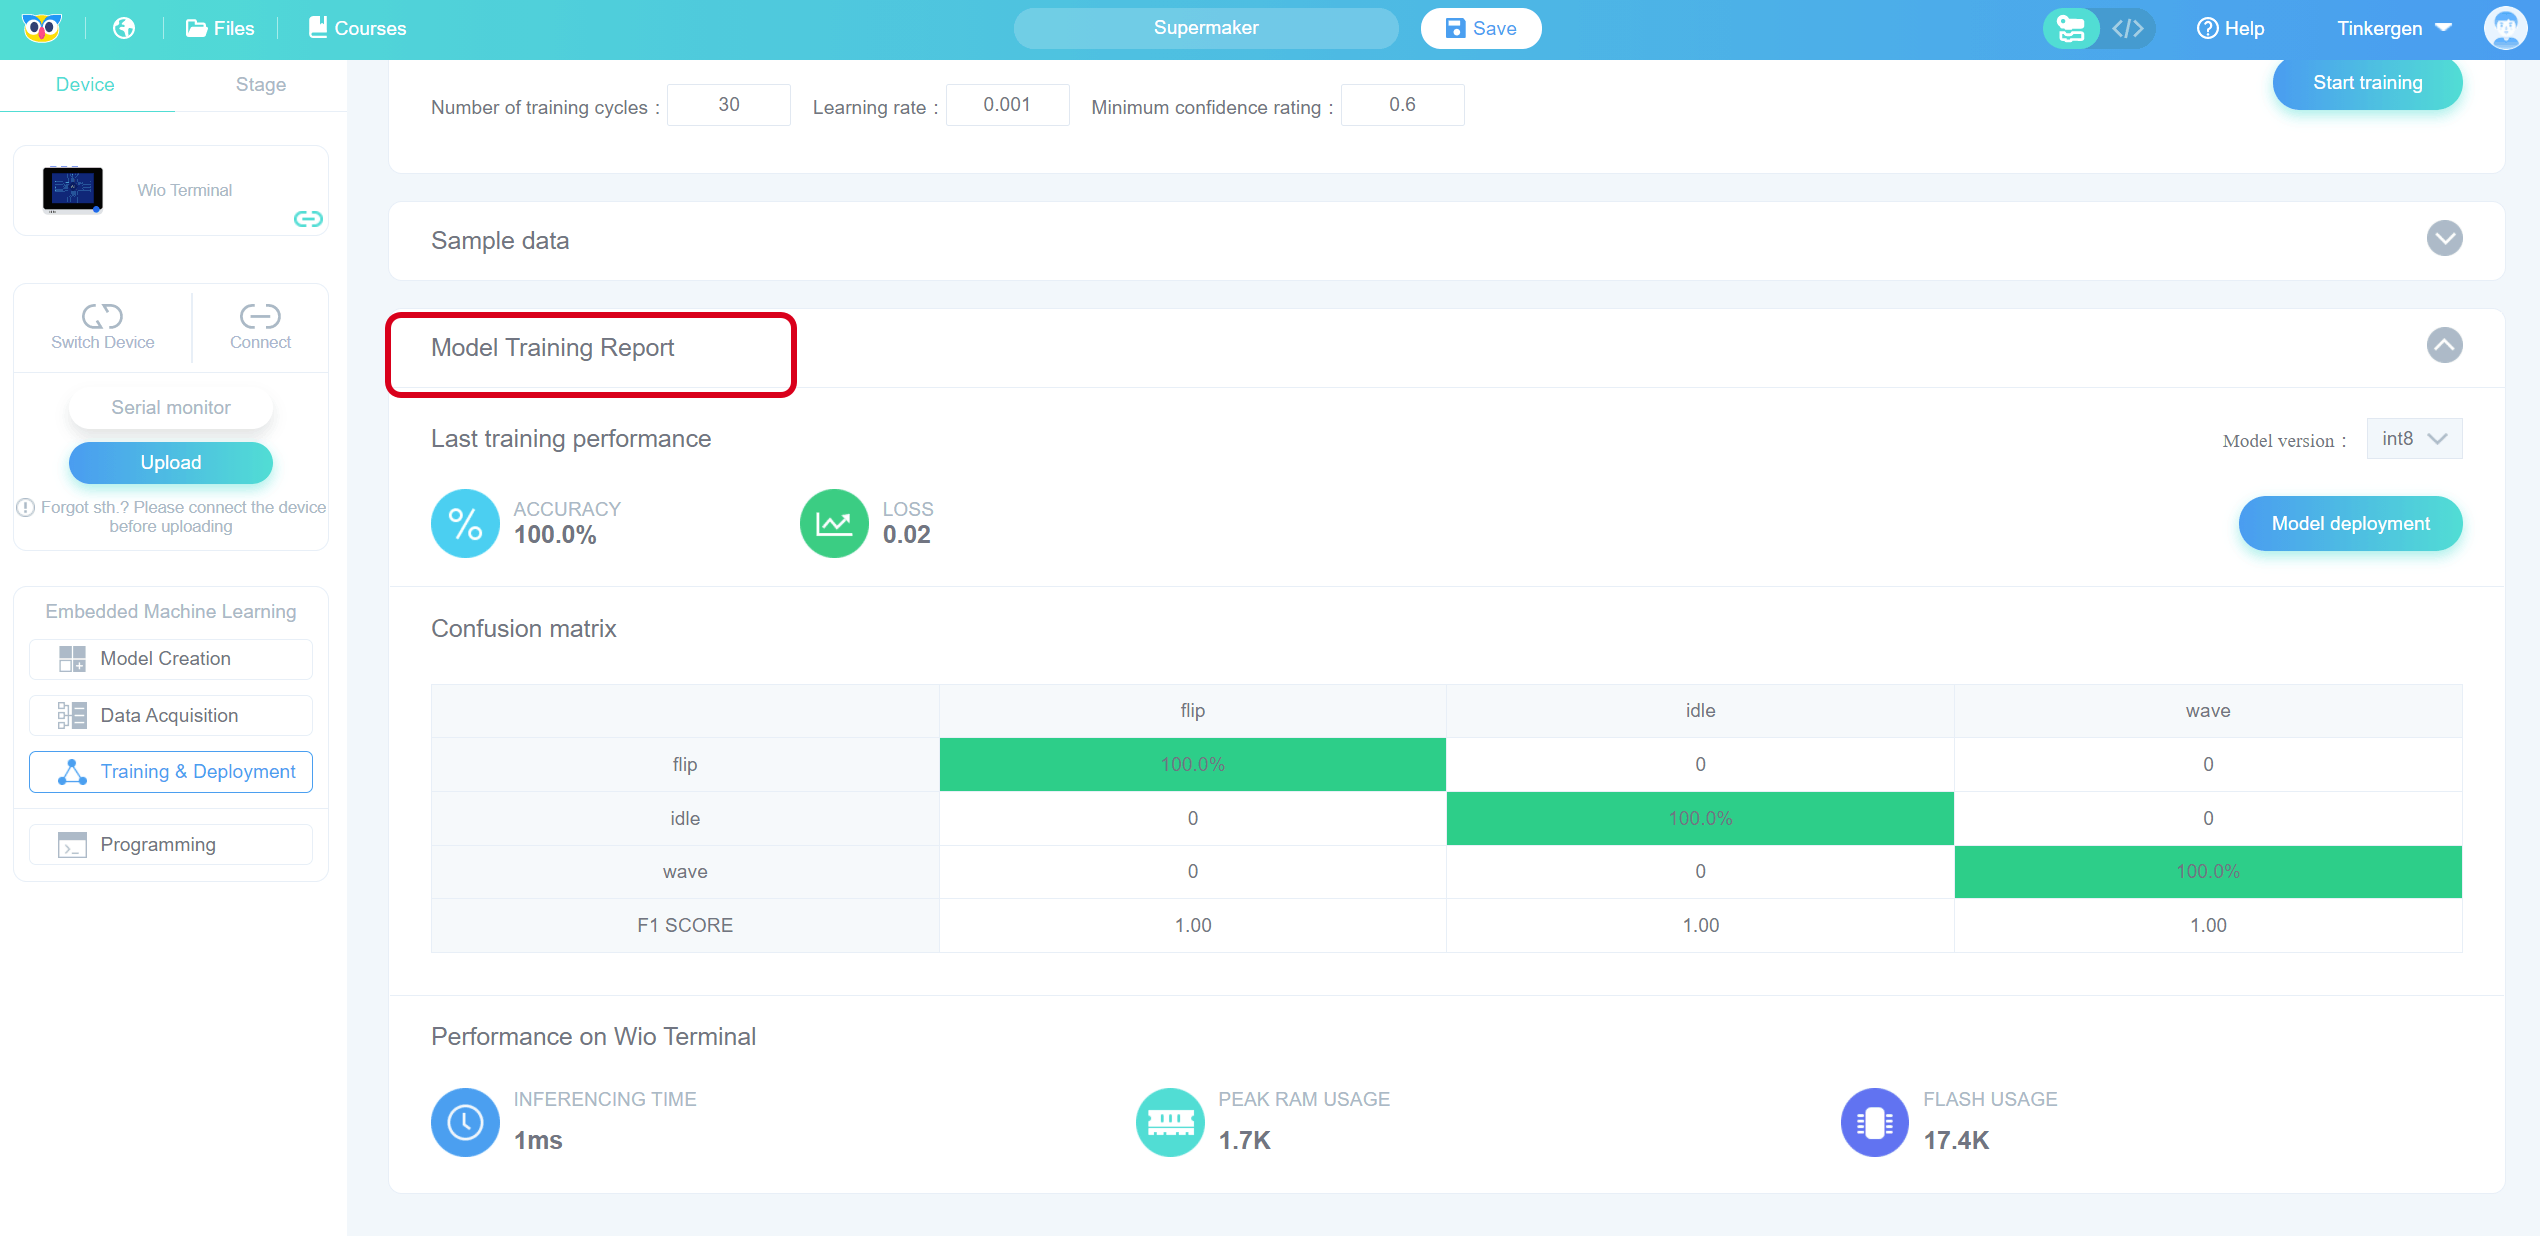 Files
Courses
Supermaker
Save
</>
Help
Tinkergen
Device
Stage
Wio Terminal
Switch Device
Connect
Serial monitor
Upload
Forgot sth.? Please connect the device
before uploading
Embedded Machine Learning
Model Creation
Data Acquisition
Training & Deployment
Programming
Number of training cycles : 30 Learning rate : 0.001 Minimum confidence rating : 0.6
Start training
Sample data
Model Training Report
Last training performance
Model version : int8
ACCURACY
100.0%
LOSS
0.02
Model deployment
Confusion matrix
flip idle wave
flip 100.0% 0 0
idle 0 100.0% 0
wave 0 0 100.0%
F1 SCORE 1.00 1.00 1.00
Performance on Wio Terminal
INFERENCING TIME
1ms
PEAK RAM USAGE
1.7K
FLASH USAGE
17.4K